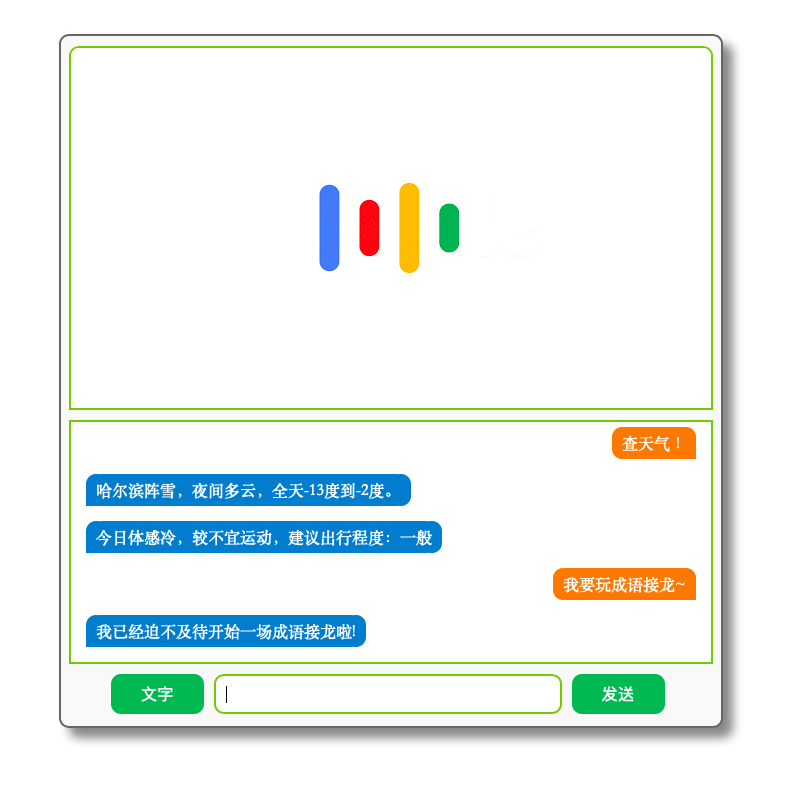 查天气！
哈尔滨阵雪，夜间多云，全天-13度到-2度。
今日体感冷，较不宜运动，建议出行程度：一般
我要玩成语接龙~
我已经迫不及待开始一场成语接龙啦!
文字
发送